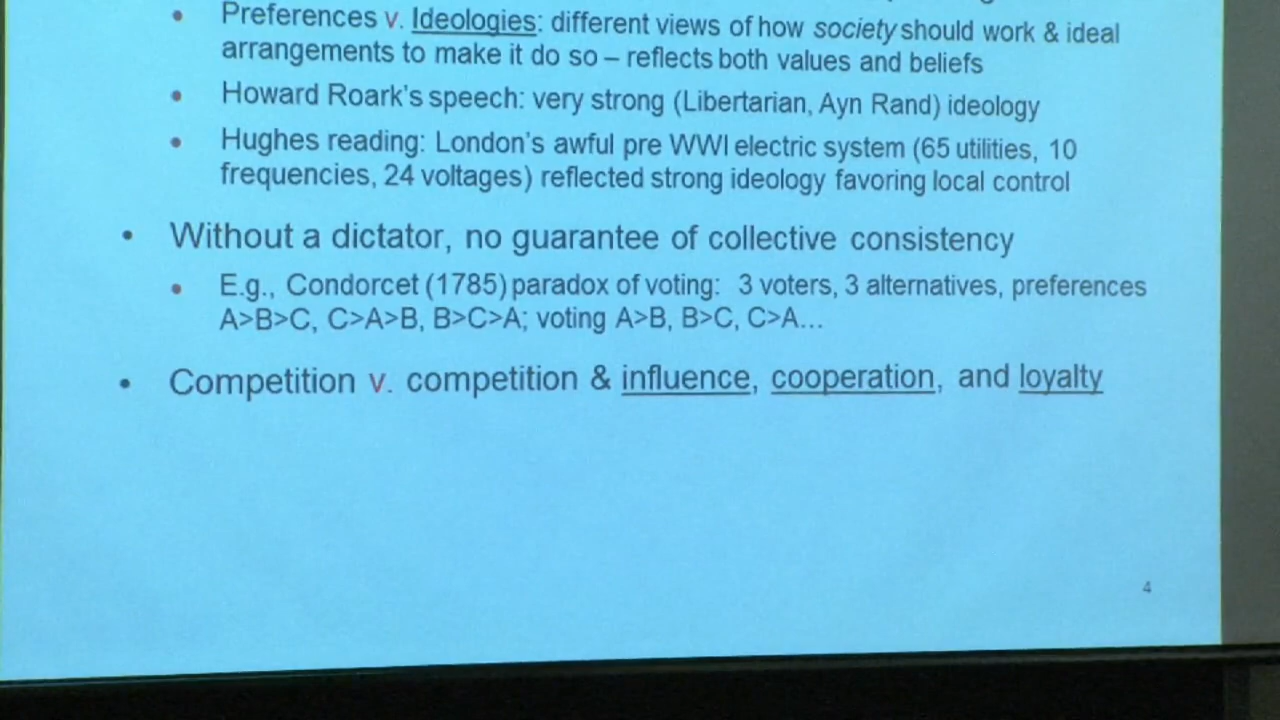 • Preferences v. Ideologies: different views of how society should work & ideal
arrangements to make it do so – reflects both values and beliefs
• Howard Roark's speech: very strong (Libertarian, Ayn Rand) ideology
• Hughes reading: London's awful pre WWI electric system (65 utilities, 10
frequencies, 24 voltages) reflected strong ideology favoring local control
• Without a dictator, no guarantee of collective consistency
• E.g., Condorcet (1785) paradox of voting: 3 voters, 3 alternatives, preferences
A>B>C, C>A>B, B>C>A; voting A>B, B>C, C>A...
• Competition v. competition & influence, cooperation, and loyalty
4